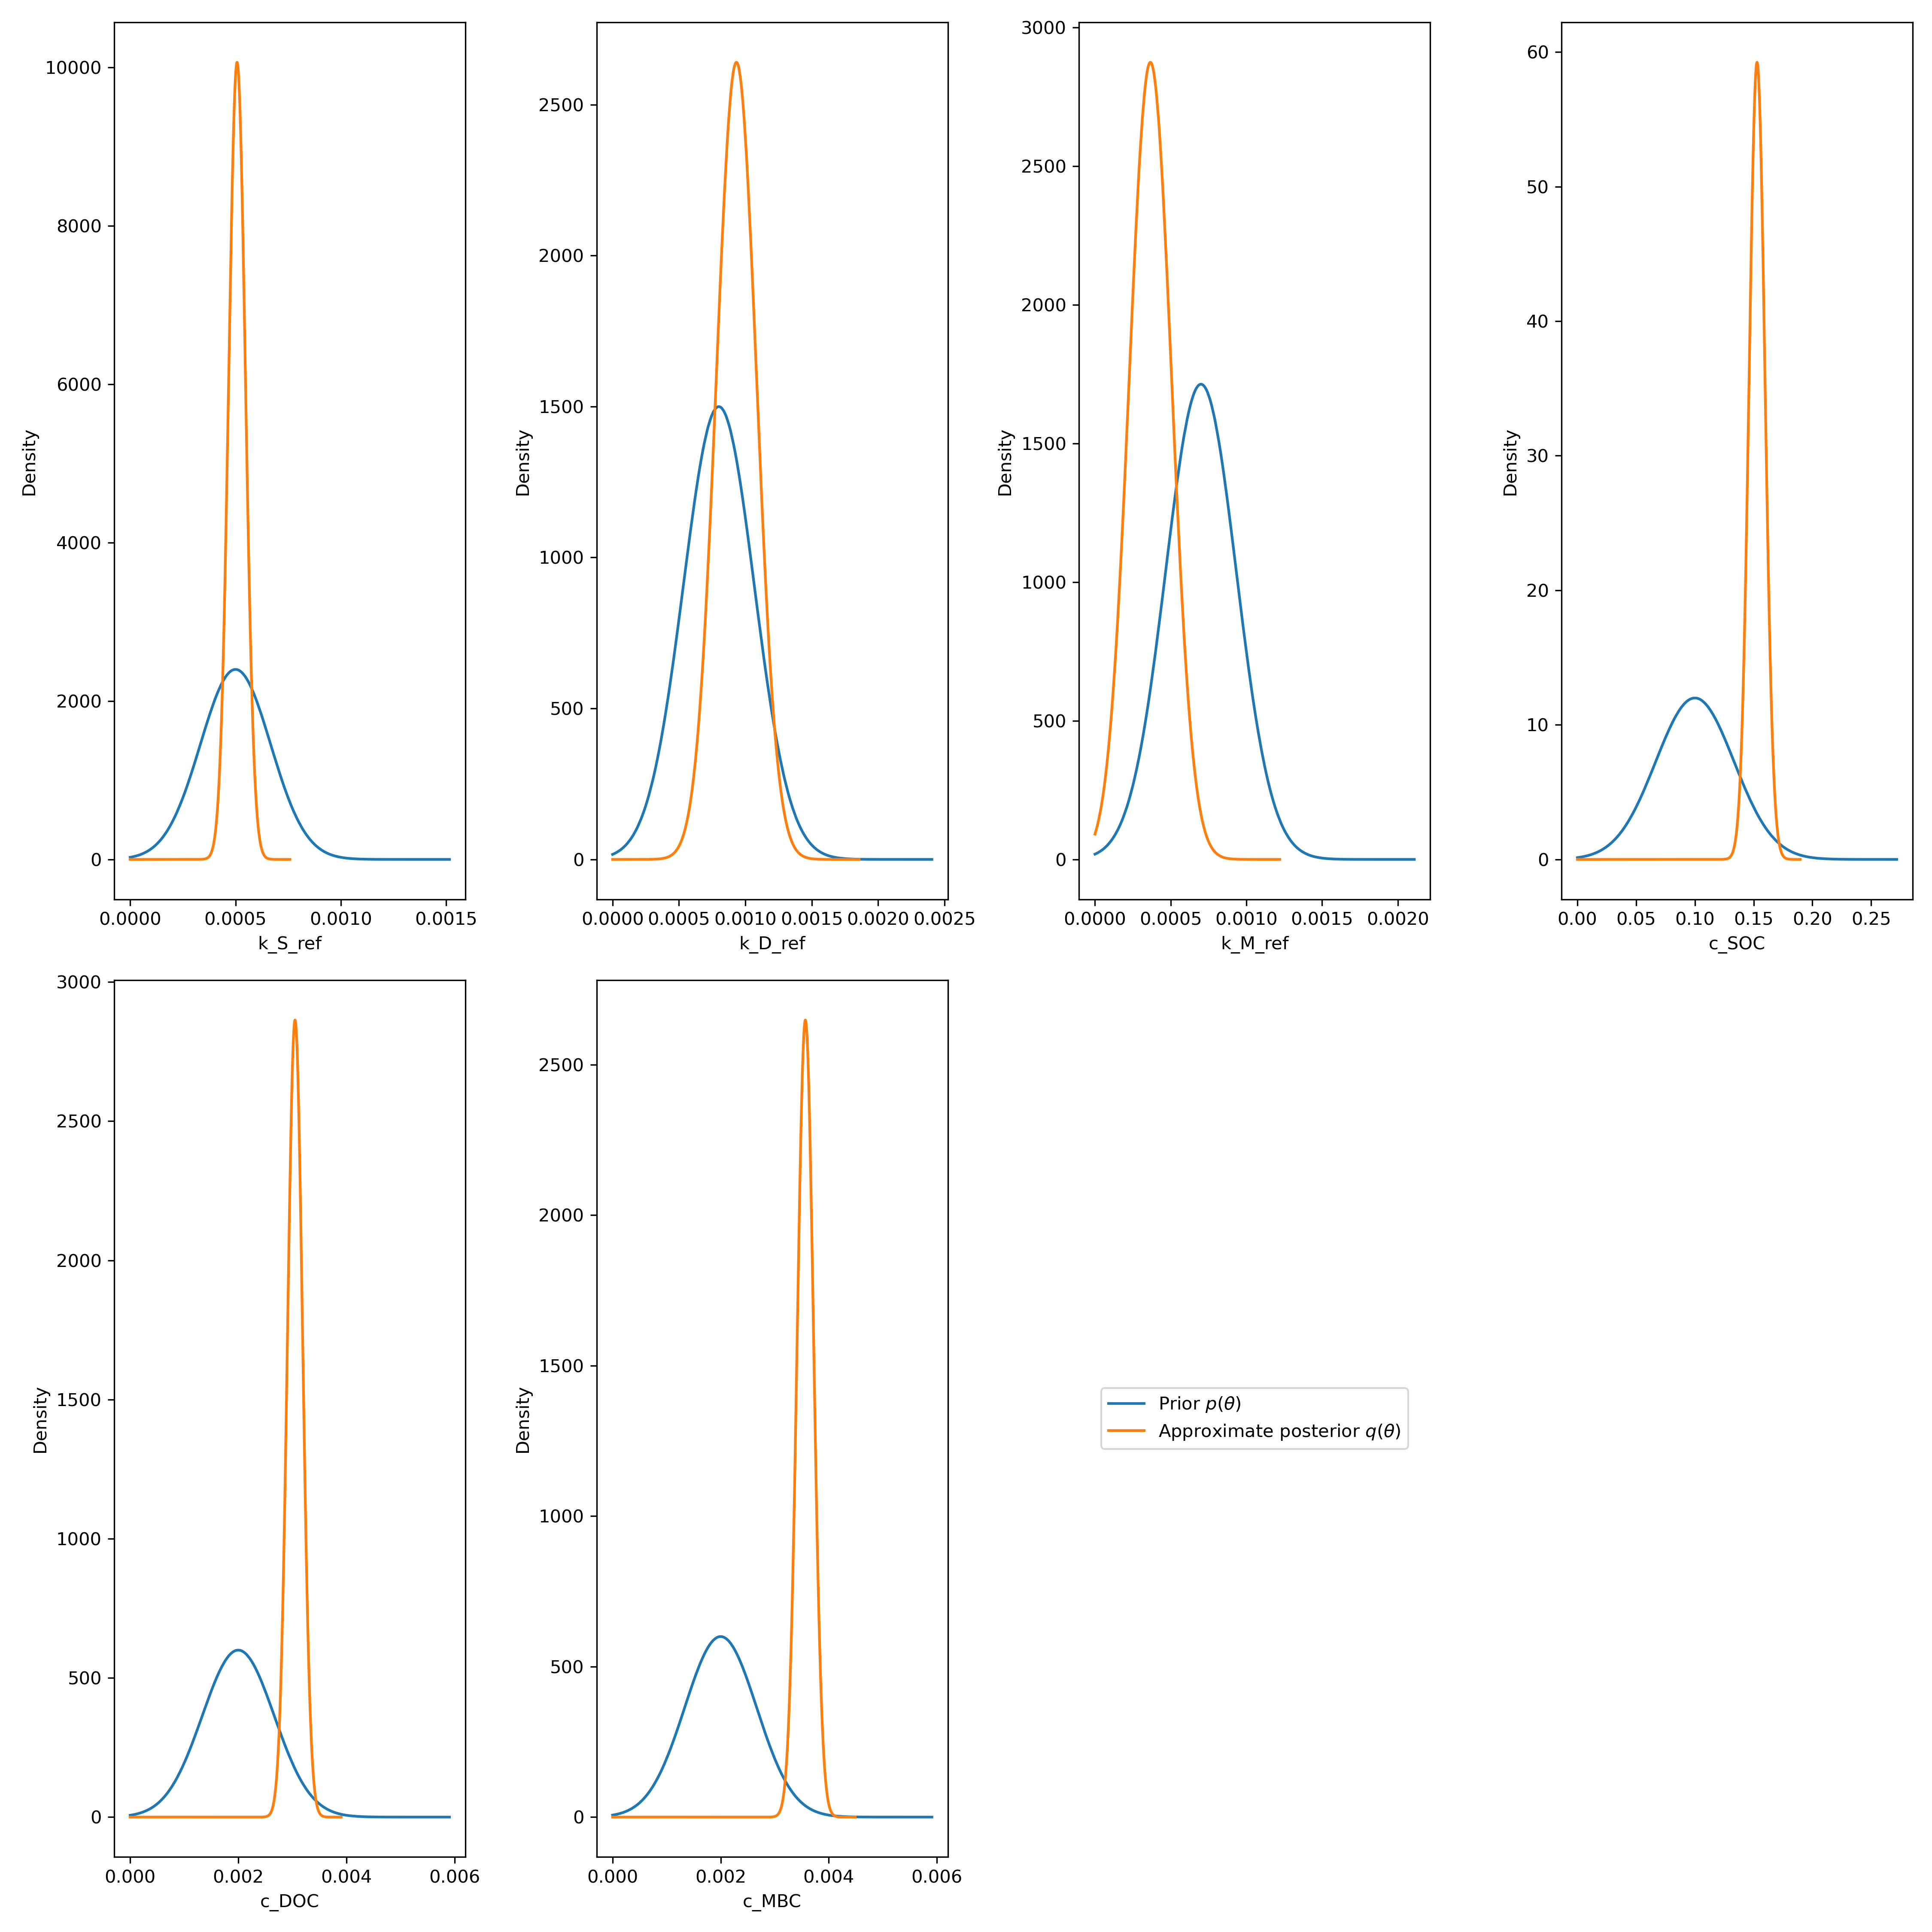 10000
8000
6000
4000
2000
0
Density
0.0000 0.0005 0.0010 0.0015
k_S_ref
2500
2000
1500
1000
500
0
Density
0.0000 0.0005 0.0010 0.0015 0.0020 0.0025
k_D_ref
3000
2500
2000
1500
1000
500
0
Density
0.0000 0.0005 0.0010 0.0015 0.0020
k_M_ref
60
50
40
30
20
10
0
Density
0.00 0.05 0.10 0.15 0.20 0.25
c_SOC
3000
2500
2000
1500
1000
500
0
Density
0.000 0.002 0.004 0.006
c_DOC
2500
2000
1500
1000
500
0
Density
0.000 0.002 0.004 0.006
c_MBC
Prior p(θ)
Approximate posterior q(θ)